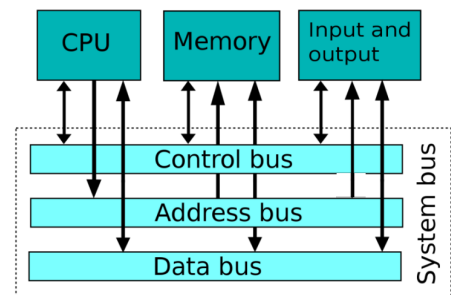 CPU
Memory
Input and
output
Control bus
Address bus
Data bus
System bus